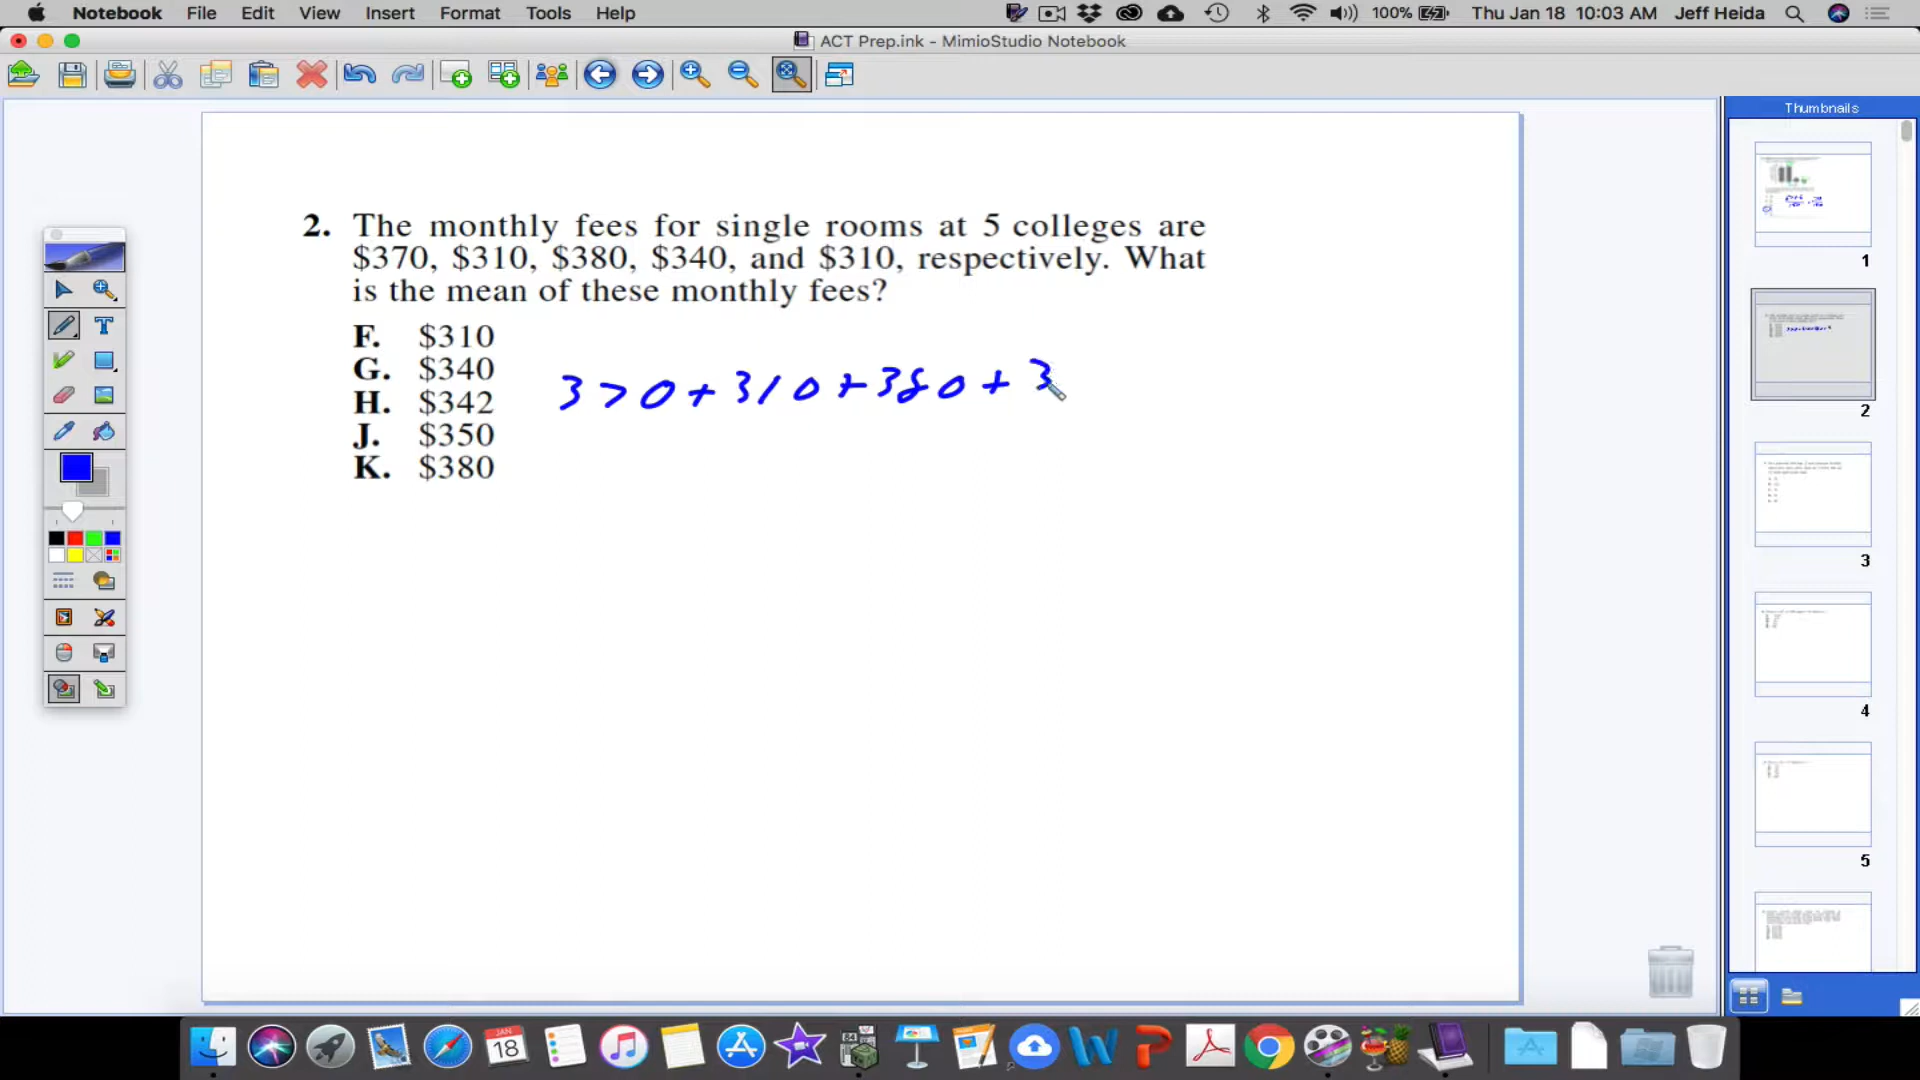 Notebook File Edit View Insert Format Tools Help 100% Thu Jan 18 10:03 AM Jeff Heida
ACT Prep.ink - MimioStudio Notebook
Thumbnails
2. The monthly fees for single rooms at 5 colleges are
$370, $310, $380, $340, and $310, respectively. What
is the mean of these monthly fees?
F. $310
G. $340
H. $342
J. $350
K. $380
370+310+380+3
1
2
3
4
5
JAN
18